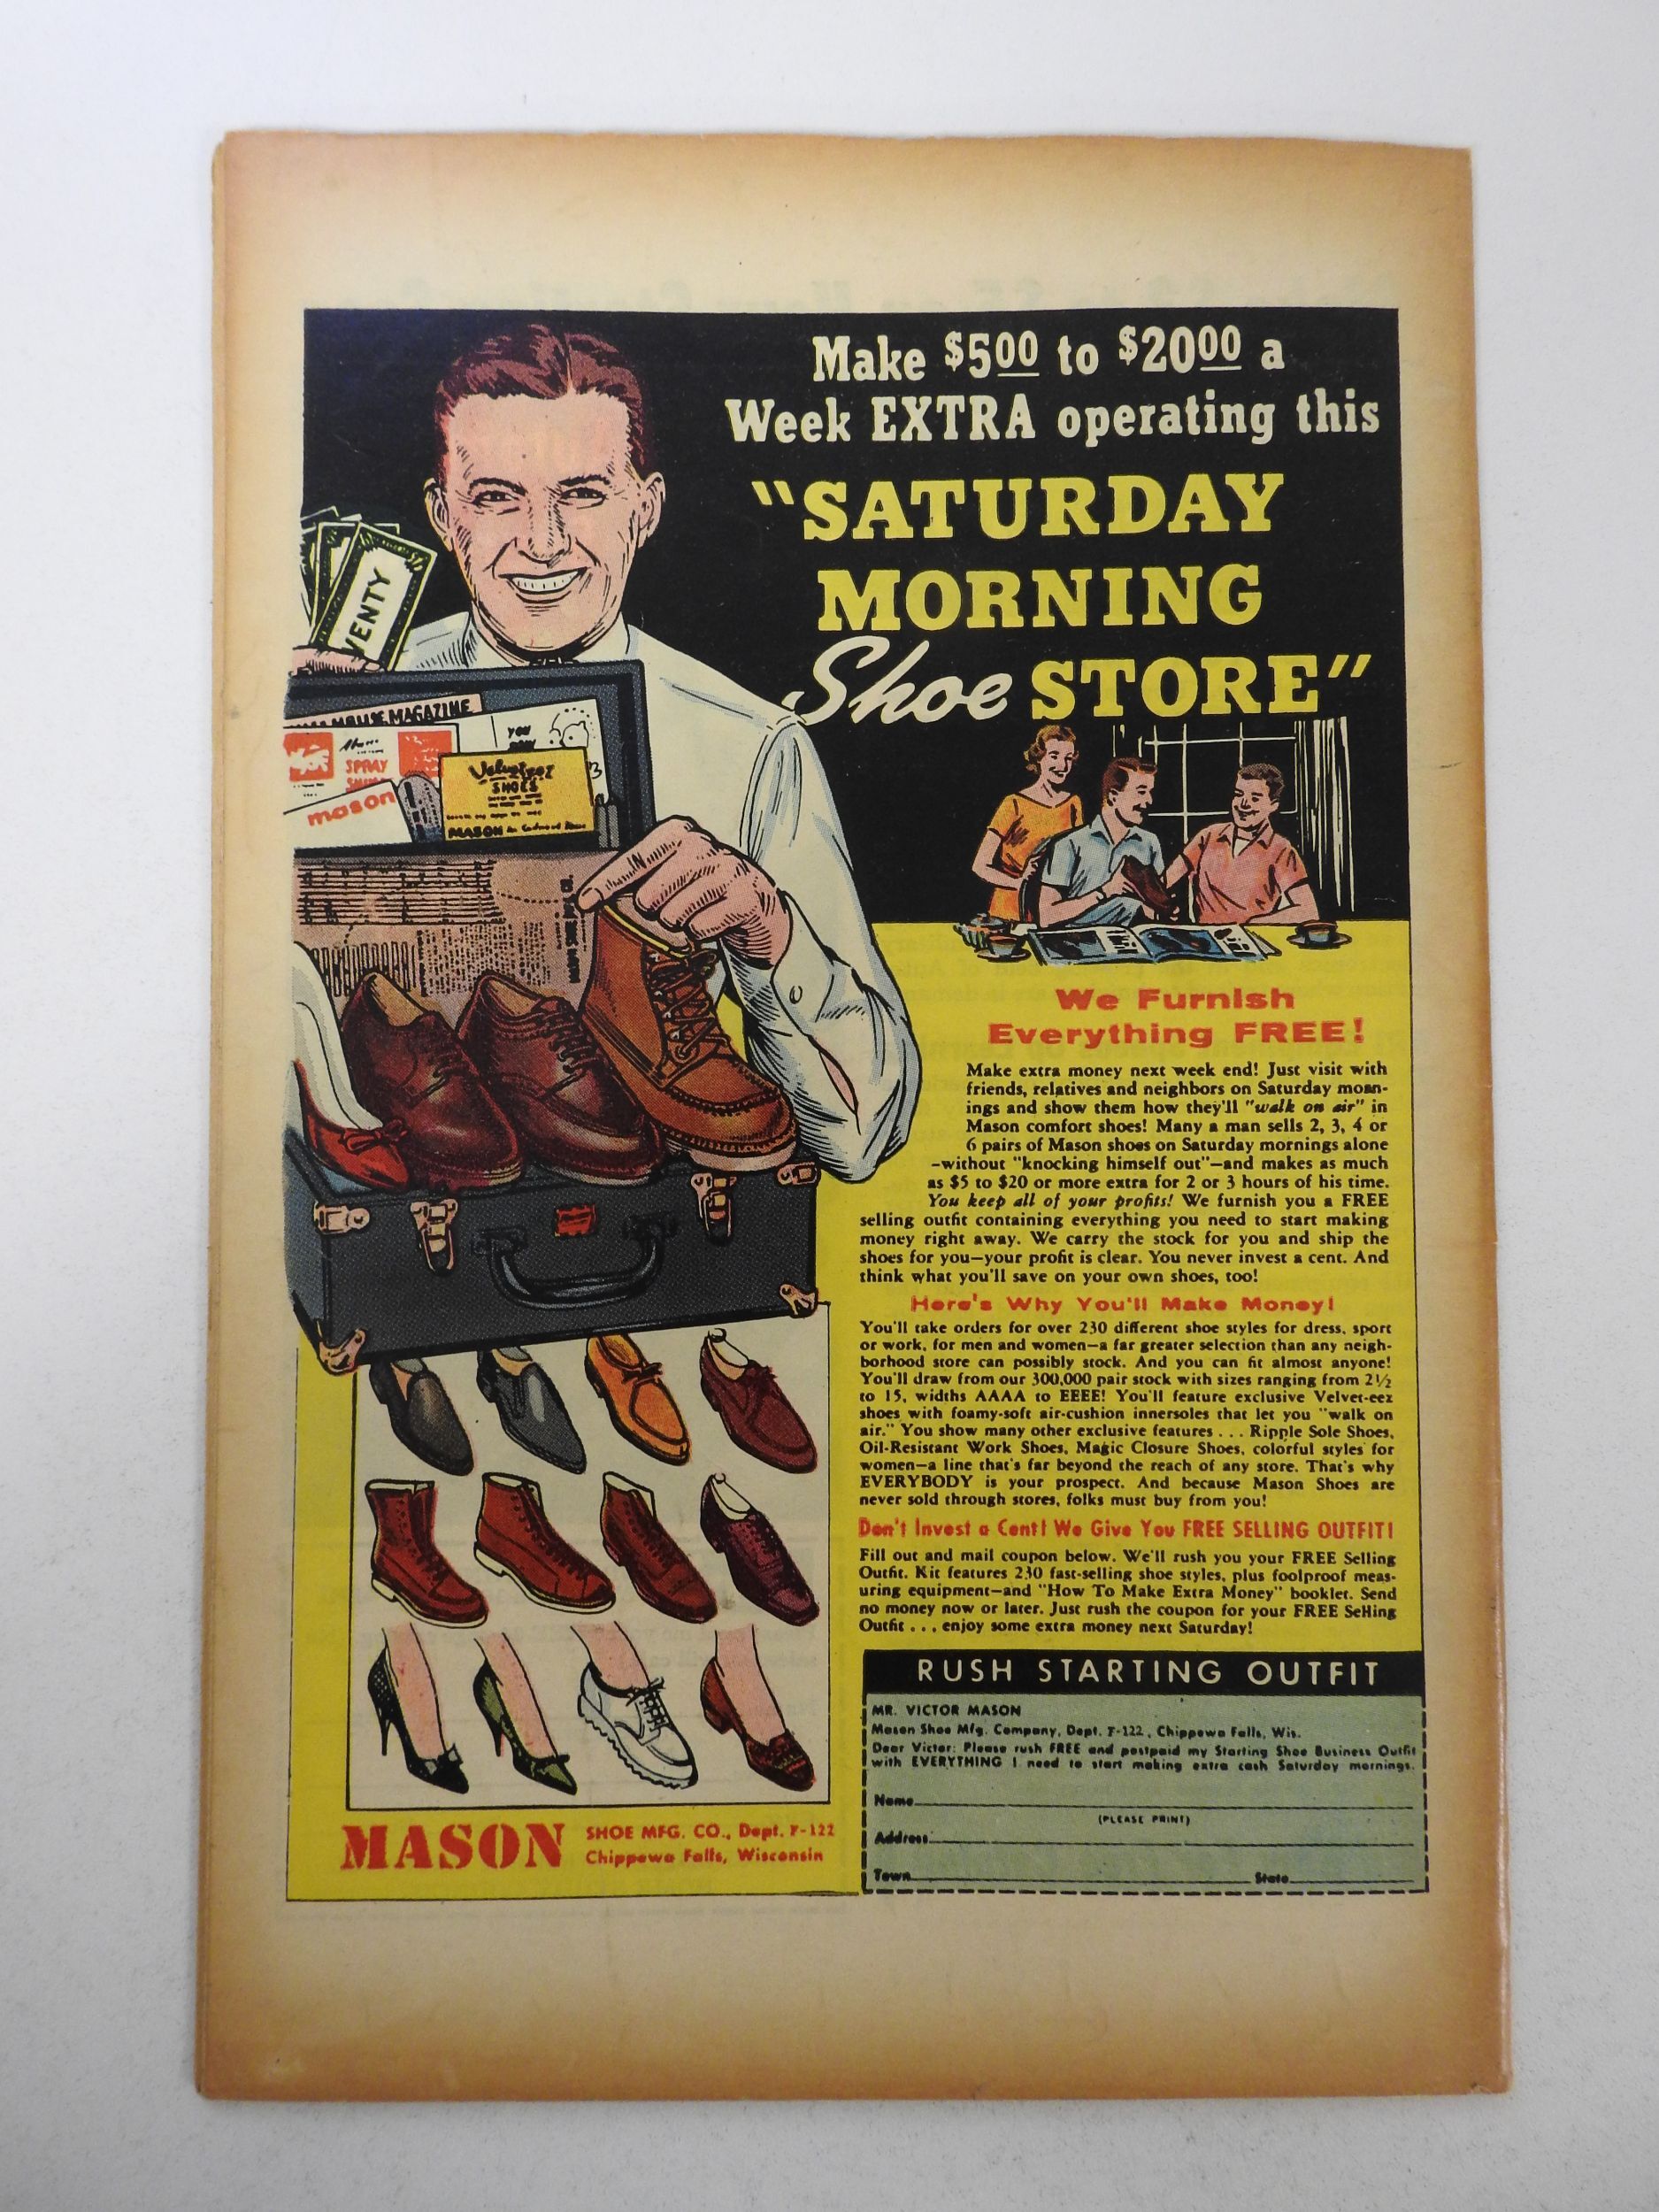 Make $5.00 to $20.00 a
Week EXTRA operating this
"SATURDAY
MORNING
Shoe STORE"
VENTY
HOUSE MAGAZINE
SPRAY
YOU
mason
Velvet-eez
SHOES
MASON
We Furnish
Everything FREE!
Make extra money next week end! Just visit with
friends, relatives and neighbors on Saturday morn-
ings and show them how they'll "walk on air" in
Mason comfort shoes! Many a man sells 2, 3, 4 or
6 pairs of Mason shoes on Saturday mornings alone
—without "knocking himself out"—and makes as much
as $5 to $20 or more extra for 2 or 3 hours of his time.
You keep all of your profits! We furnish you a FREE
selling outfit containing everything you need to start making
money right away. We carry the stock for you and ship the
shoes for you—your profit is clear. You never invest a cent. And
think what you'll save on your own shoes, too!
Here's Why You'll Make Money!
You'll take orders for over 230 different shoe styles for dress, sport
or work, for men and women—a far greater selection than any neigh-
borhood store can possibly stock. And you can fit almost anyone!
You'll draw from our 300,000 pair stock with sizes ranging from 2½
to 15, widths AAAA to EEEE! You'll feature exclusive Velvet-eez
shoes with foamy-soft air-cushion innersoles that let you "walk on
air." You show many other exclusive features . . . Ripple Sole Shoes,
Oil-Resistant Work Shoes, Magic Closure Shoes, colorful styles for
women—a line that's far beyond the reach of any store. That's why
EVERYBODY is your prospect. And because Mason Shoes are
never sold through stores, folks must buy from you!
Don't Invest a Cent! We Give You FREE SELLING OUTFIT!
Fill out and mail coupon below. We'll rush you your FREE Selling
Outfit. Kit features 230 fast-selling shoe styles, plus foolproof meas-
uring equipment—and "How To Make Extra Money" booklet. Send
no money now or later. Just rush the coupon for your FREE Selling
Outfit . . . enjoy some extra money next Saturday!
MASON SHOE MFG. CO., Dept. F-122
Chippewa Falls, Wisconsin
RUSH STARTING OUTFIT
MR. VICTOR MASON
Mason Shoe Mfg. Company, Dept. F-122, Chippewa Falls, Wis.
Dear Victor: Please rush FREE and postpaid my Starting Shoe Business Outfit
with EVERYTHING I need to start making extra cash Saturday mornings.
Name
(PLEASE PRINT)
Address
Town State